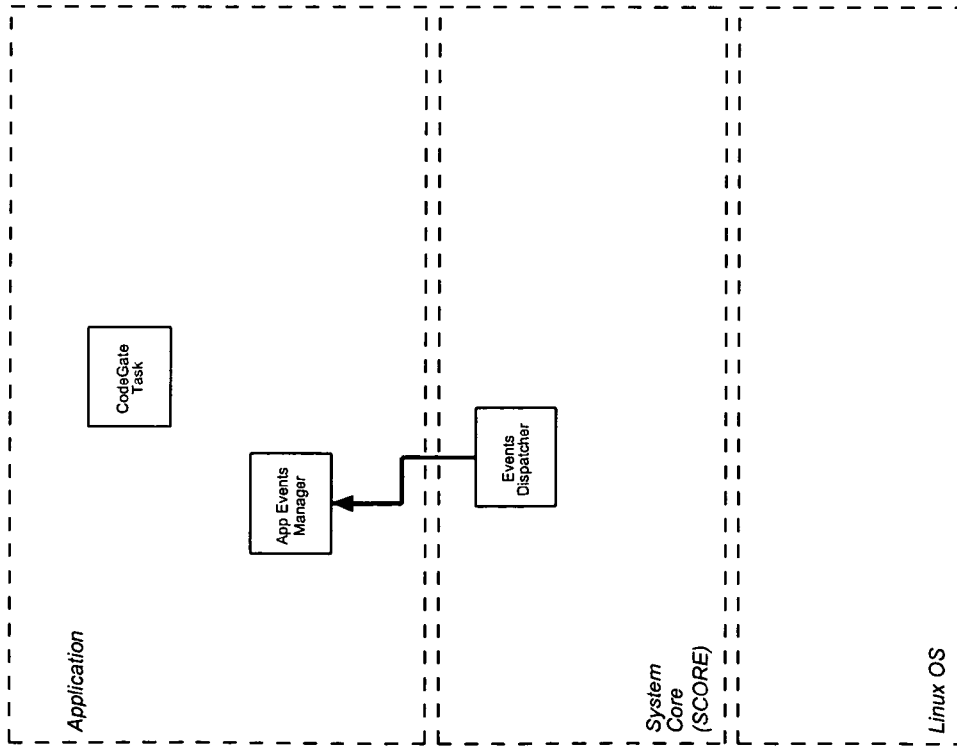 Application
CodeGate
Task
App Events
Manager
Events
Dispatcher
System
Core
(SCORE)
Linux OS